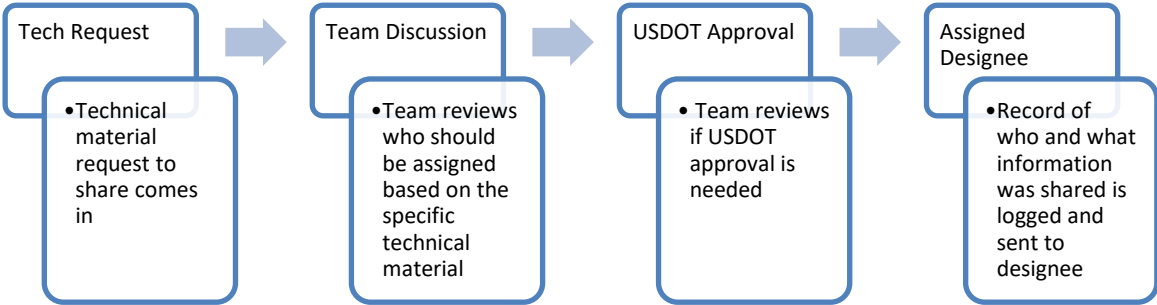 Tech Request
•Technical
material
request to
share comes
in
Team Discussion
•Team reviews
who should
be assigned
based on the
specific
technical
material
USDOT Approval
• Team reviews
if USDOT
approval is
needed
Assigned
Designee
•Record of
who and what
information
was shared is
logged and
sent to
designee